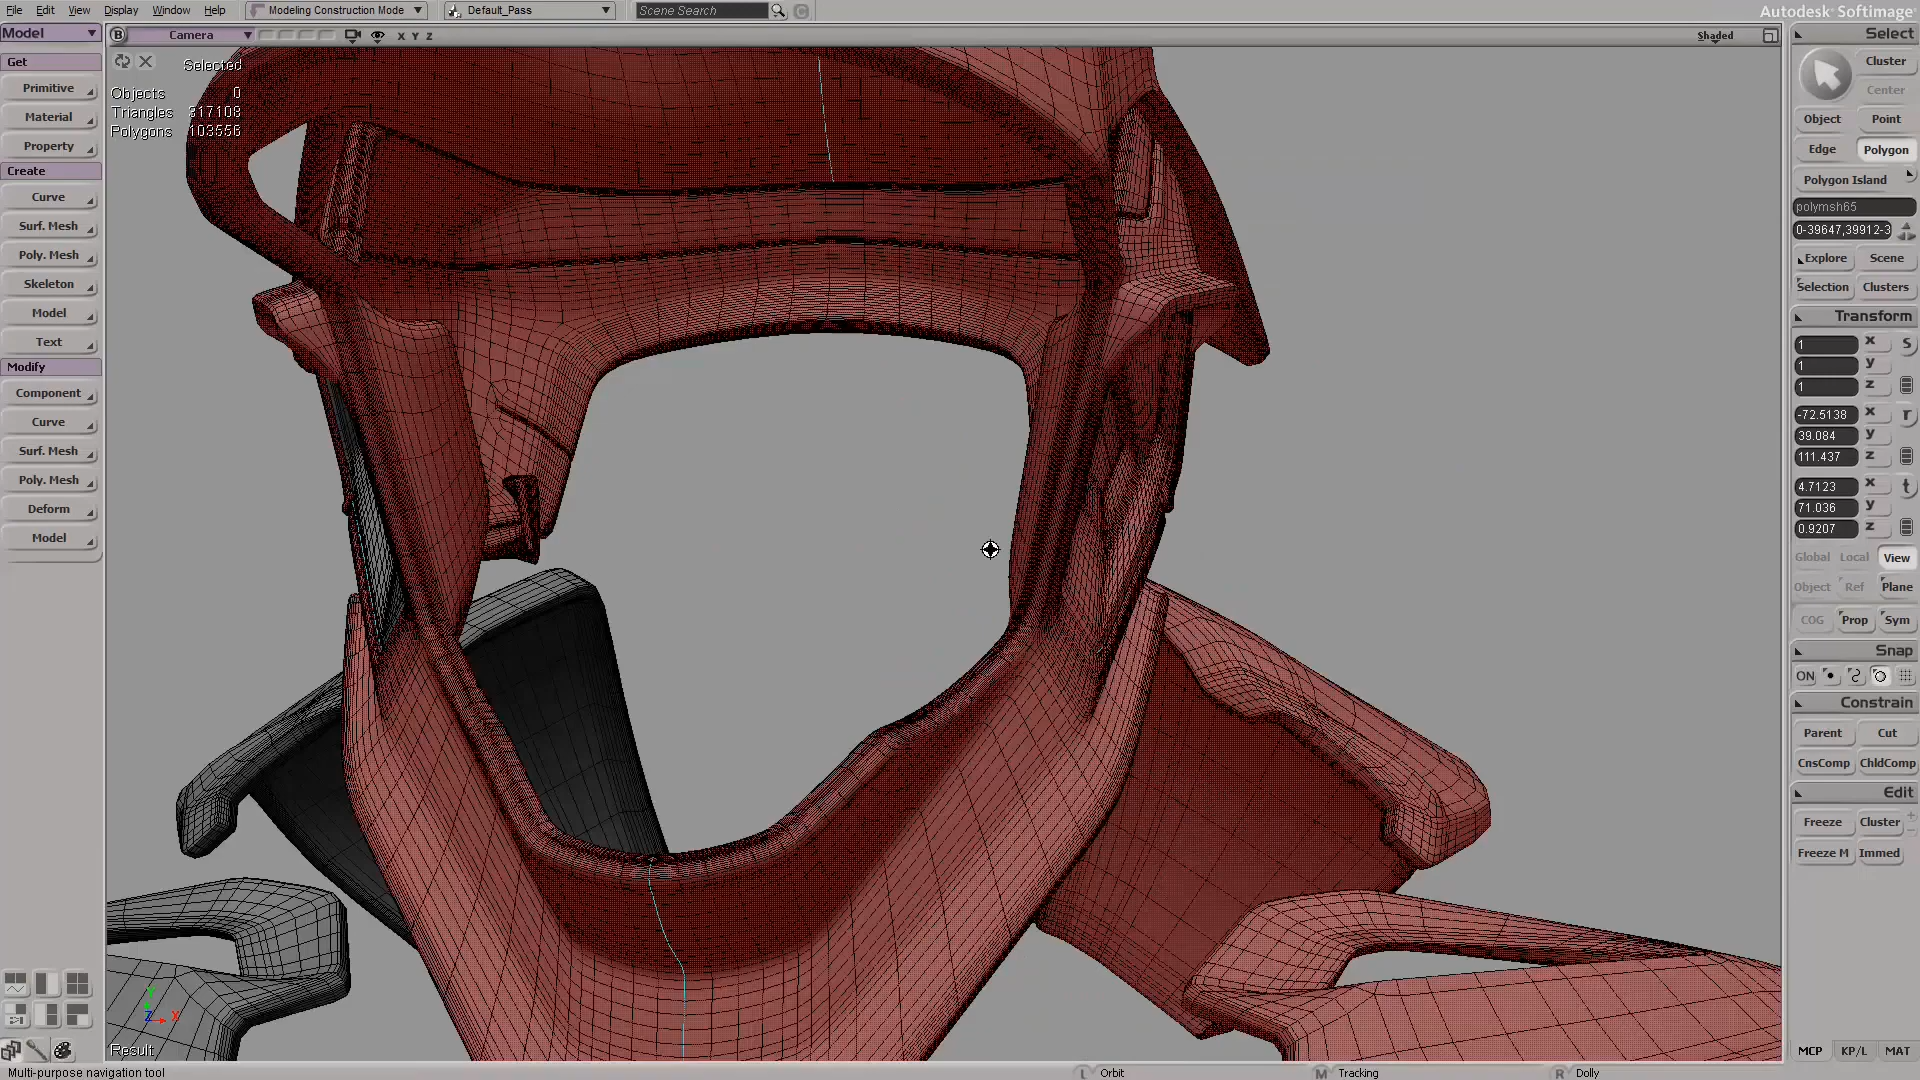 File Edit View Display Window Help Modeling Construction Mode Default_Pass Scene Search Autodesk® Softimage®
Model B Camera X Y Z Shaded Select
Get
Primitive
Material
Property
Create
Curve
Surf. Mesh
Poly. Mesh
Skeleton
Model
Text
Modify
Component
Curve
Surf. Mesh
Poly. Mesh
Deform
Model
Selected
Objects 0
Triangles 317108
Polygons 103556
Result
Y
Z X
Cluster
Center
Object Point
Edge Polygon
Polygon Island
polymsh65
0-39647,39912-3
Explore Scene
Selection Clusters
Transform
1 x s
1 y
1 z
-72.5138 x r
39.084 y
111.437 z
4.7123 x t
71.036 y
0.9207 z
Global Local View
Object Ref Plane
COG Prop Sym
Snap
ON
Constrain
Parent Cut
CnsComp ChldComp
Edit
Freeze Cluster + -
Freeze M Immed
MCP KP/L MAT
Multi-purpose navigation tool L Orbit M Tracking R Dolly